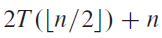 2T(⌊n/2⌋) + n